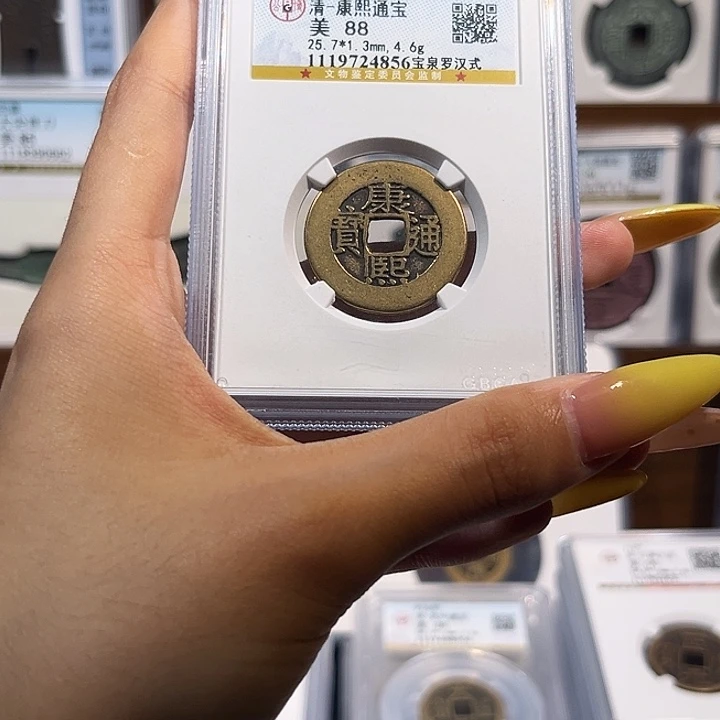 清-康熙通宝
美 88
25.7*1.3mm, 4.6g
1119724856宝泉罗汉式
★ 文物鉴定委员会监制 ★
康熙通寳